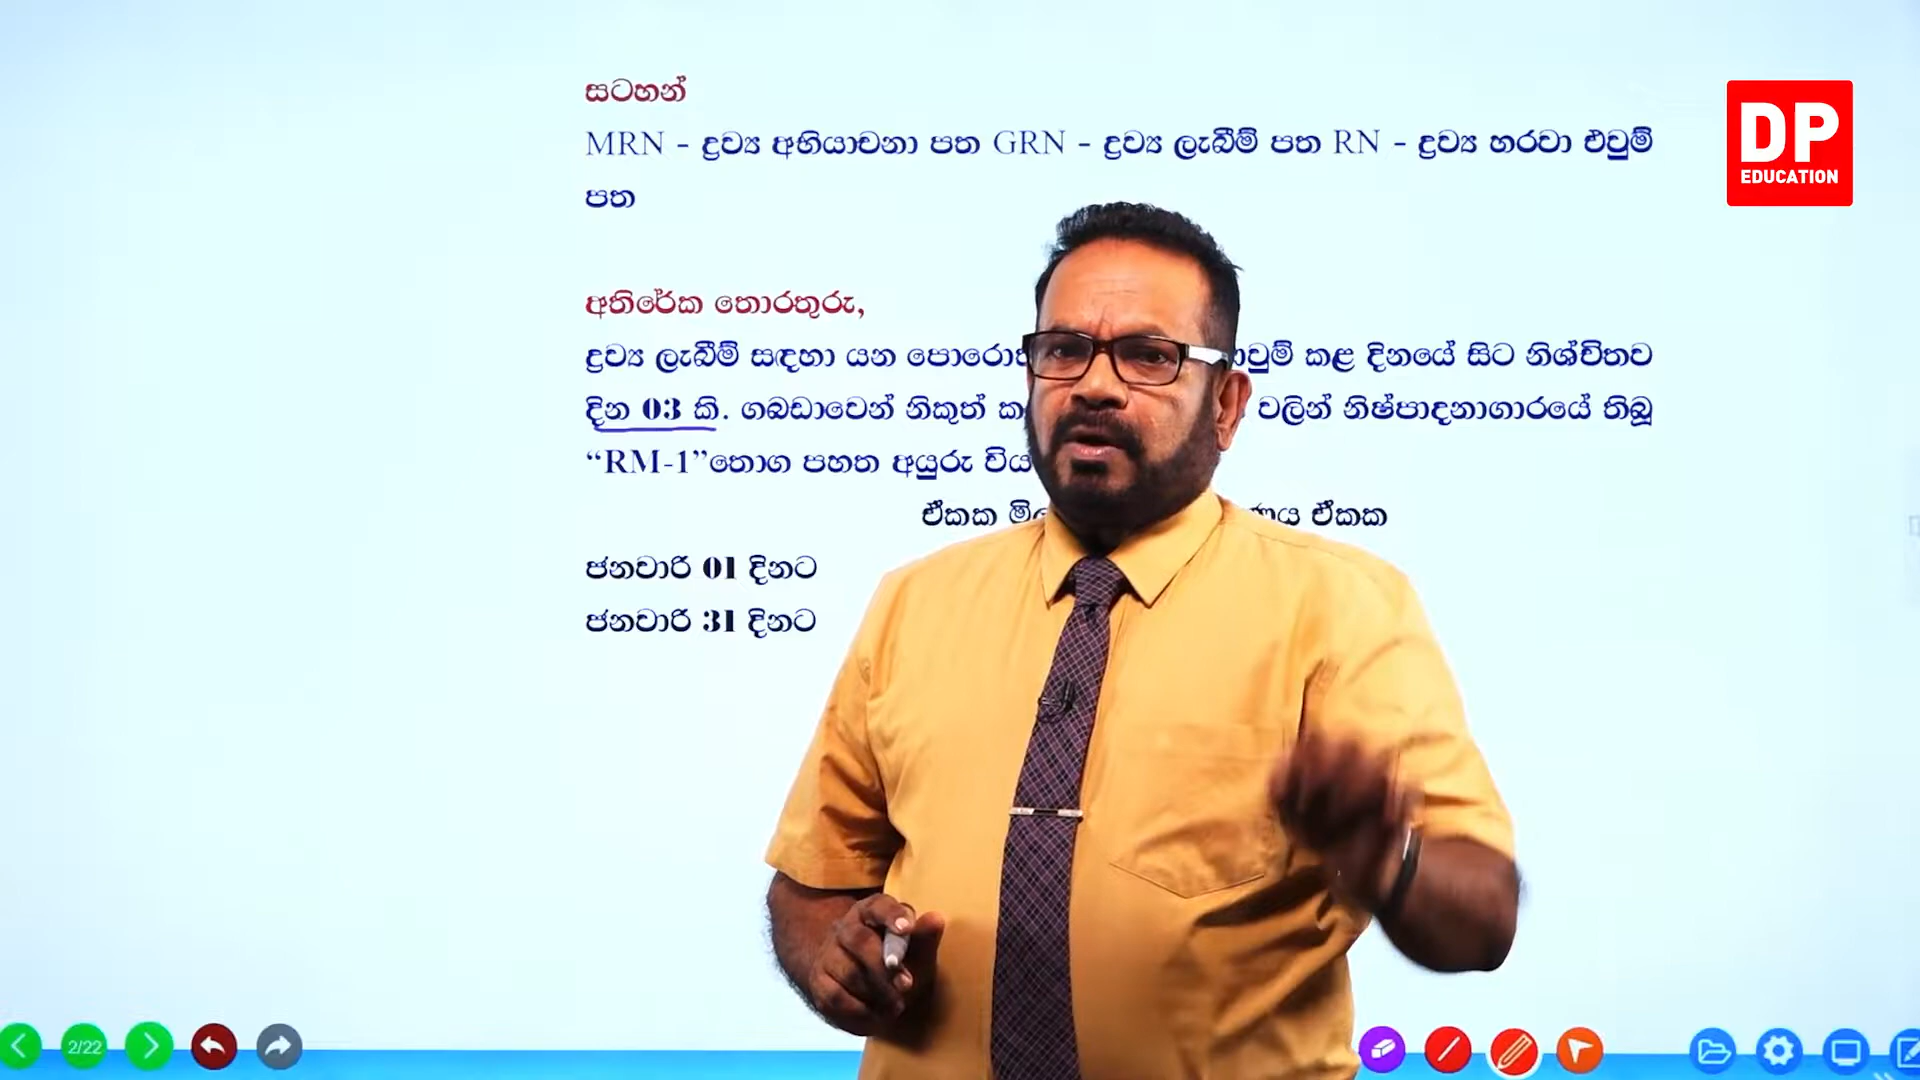 සටහන්
MRN - ද්‍රව්‍ය අභියාචනා පත GRN - ද්‍රව්‍ය ලැබීම් පත RN - ද්‍රව්‍ය හරවා එවුම්
පත
DP
EDUCATION
අතිරේක තොරතුරු,
ද්‍රව්‍ය ලැබීම් සඳහා යන කළ දිනයේ සිට නිශ්චිතව
දින 03 කි. ගබඩාවෙන් නිකුත් වලින් නිෂ්පාදනාගාරයේ තිබූ
“RM-1”තොග පහත අයුරු
ඒකක ඒකක
ජනවාරි 01 දිනට
ජනවාරි 31 දිනට
2/22